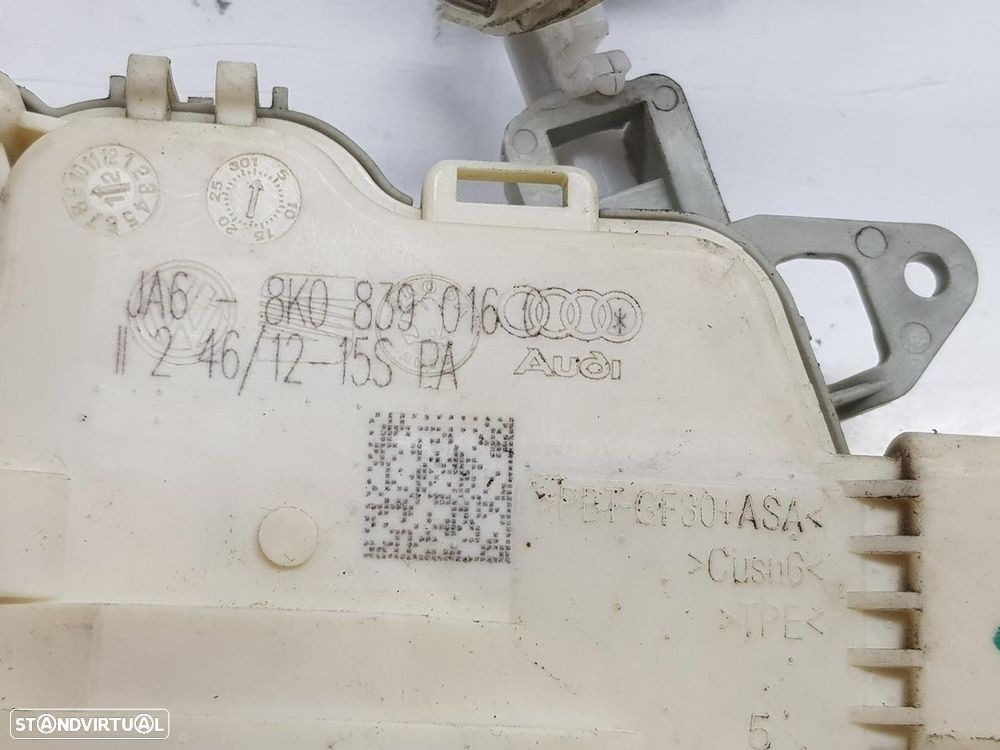 JA6 - 8K0 839 016 *
II 2 46/12-15S PA
Audi
>PBT-GF30+ASA<
>Cusn6<
>TPE<
5
STANDVIRTUAL